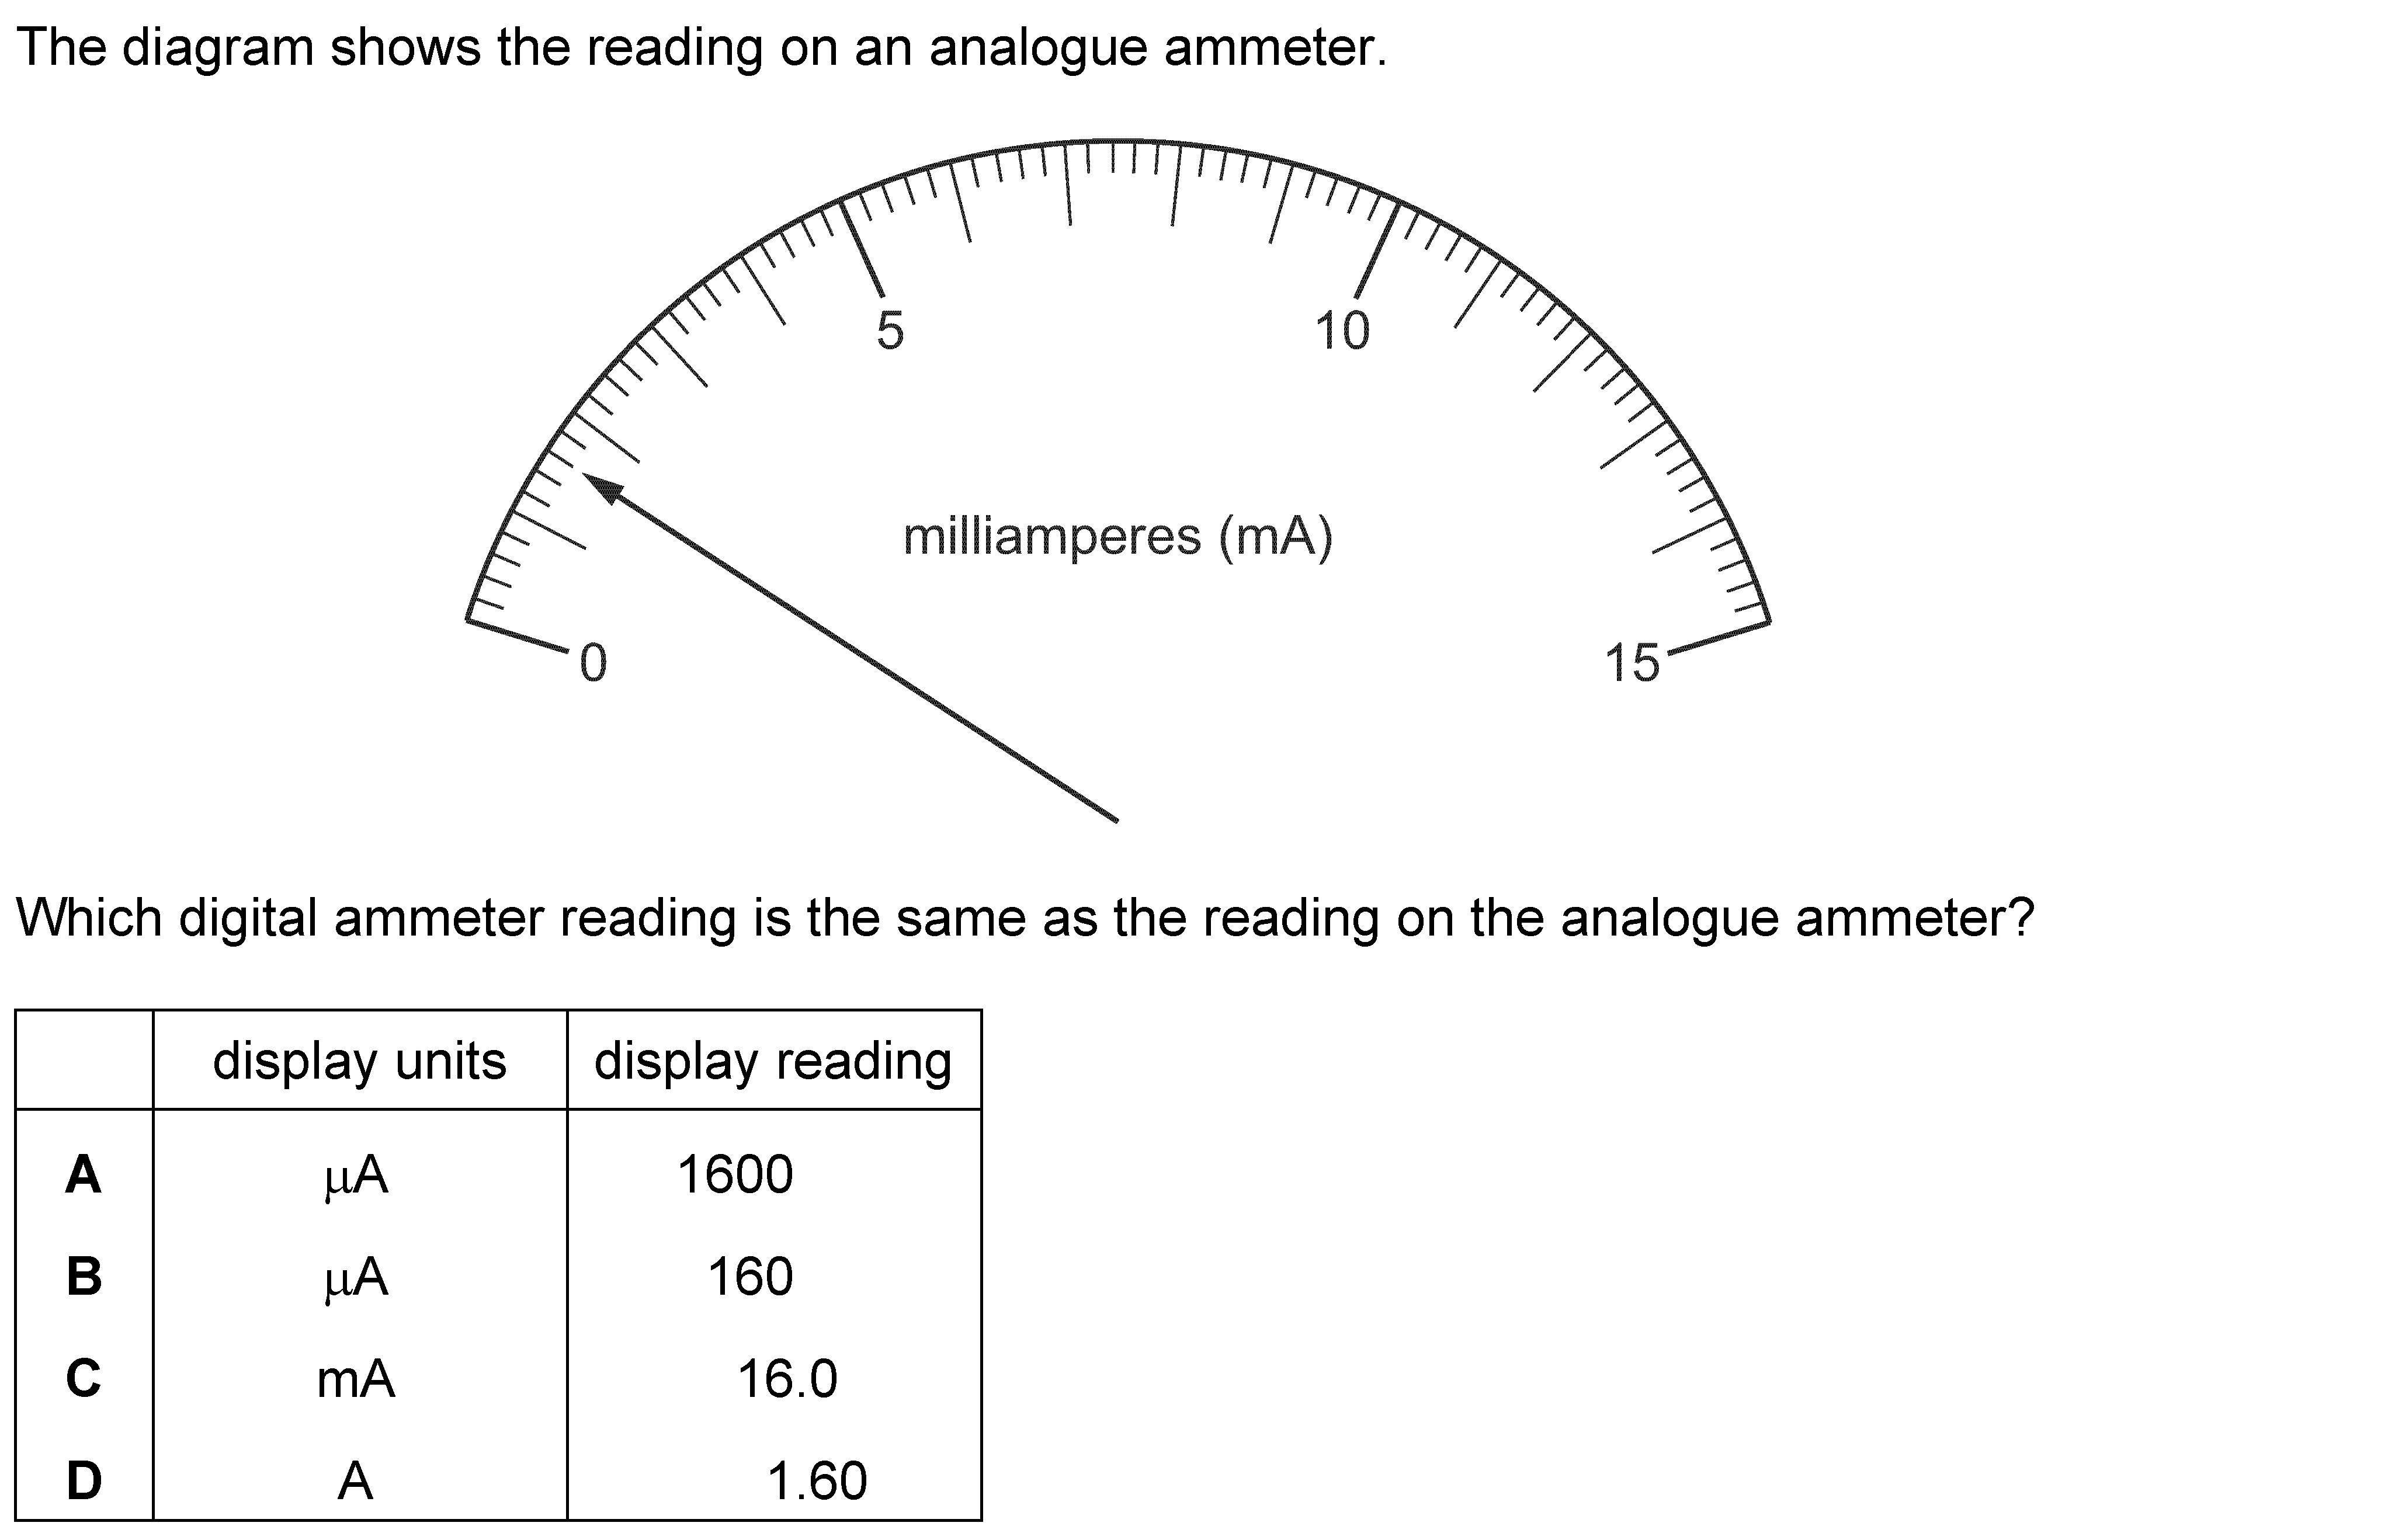 The diagram shows the reading on an analogue ammeter.
5
10
milliamperes (mA)
0
15
Which digital ammeter reading is the same as the reading on the analogue ammeter?
display units display reading
A μA 1600
B μA 160
C mA 16.0
D A 1.60